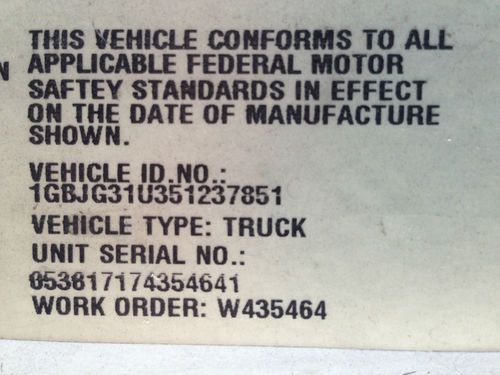 THIS VEHICLE CONFORMS TO ALL
N APPLICABLE FEDERAL MOTOR
SAFTEY STANDARDS IN EFFECT
ON THE DATE OF MANUFACTURE
SHOWN.
VEHICLE ID.NO.:
1GBJG31U351237851
VEHICLE TYPE: TRUCK
UNIT SERIAL NO.:
053817174354641
WORK ORDER: W435464